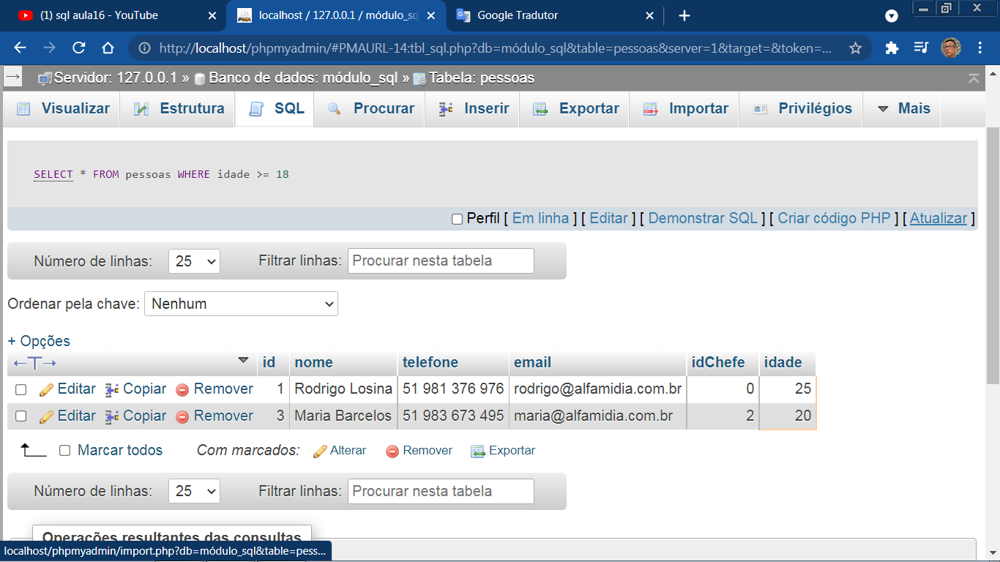 (1) sql aula16 - YouTube
localhost / 127.0.0.1 / módulo_sq
Google Tradutor
http://localhost/phpmyadmin/#PMAURL-14:tbl_sql.php?db=módulo_sql&table=pessoas&server=1&target=&token=...
Servidor: 127.0.0.1 » Banco de dados: módulo_sql » Tabela: pessoas
Visualizar Estrutura SQL Procurar Inserir Exportar Importar Privilégios Mais
SELECT * FROM pessoas WHERE idade >= 18
Perfil [ Em linha ] [ Editar ] [ Demonstrar SQL ] [ Criar código PHP ] [ Atualizar ]
Número de linhas: 25 Filtrar linhas: Procurar nesta tabela
Ordenar pela chave: Nenhum
+ Opções
←T→ id nome telefone email idChefe idade
Editar Copiar Remover 1 Rodrigo Losina 51 981 376 976 rodrigo@alfamidia.com.br 0 25
Editar Copiar Remover 3 Maria Barcelos 51 983 673 495 maria@alfamidia.com.br 2 20
Marcar todos Com marcados: Alterar Remover Exportar
Número de linhas: 25 Filtrar linhas: Procurar nesta tabela
Operações resultantes das consultas
localhost/phpmyadmin/import.php?db=módulo_sql&table=pess...